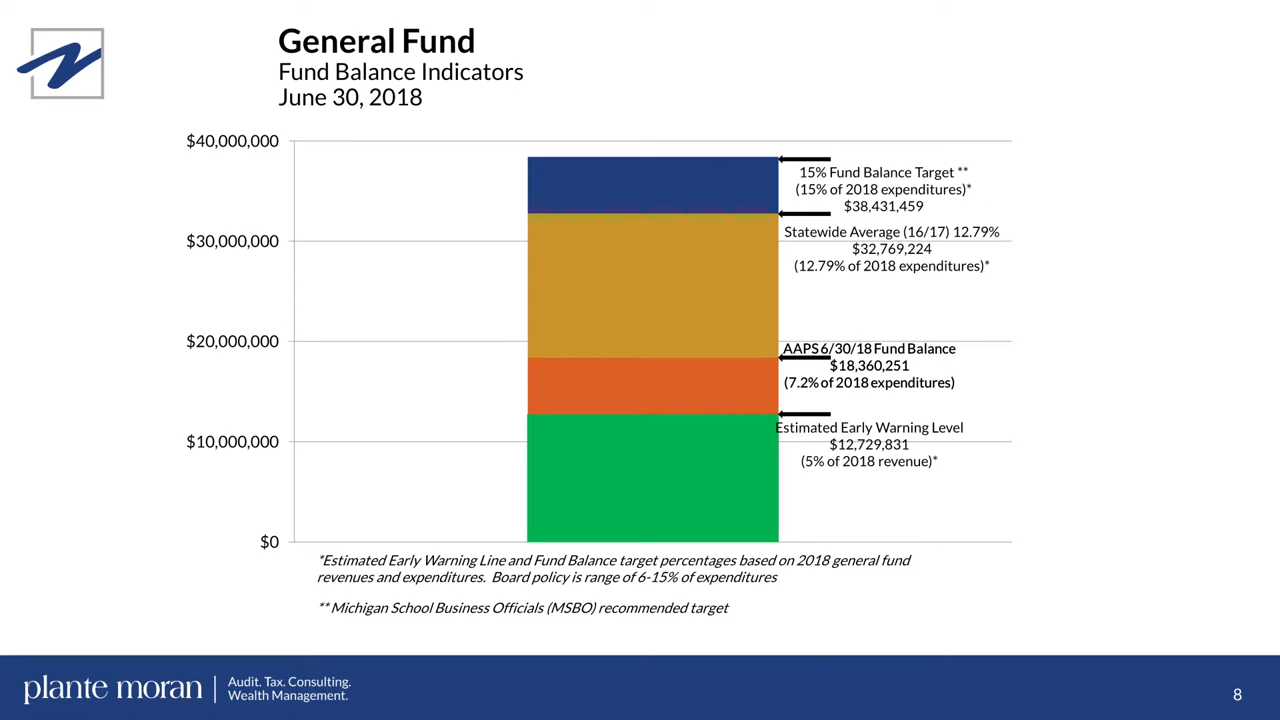 General Fund
Fund Balance Indicators
June 30, 2018
$40,000,000
15% Fund Balance Target **
(15% of 2018 expenditures)*
$38,431,459
Statewide Average (16/17) 12.79%
$30,000,000
$32,769,224
(12.79% of 2018 expenditures)*
$20,000,000
AAPS 6/30/18 Fund Balance
$18,360,251
(7.2% of 2018 expenditures)
Estimated Early Warning Level
$10,000,000
$12,729,831
(5% of 2018 revenue)*
$0
*Estimated Early Warning Line and Fund Balance target percentages based on 2018 general fund
revenues and expenditures. Board policy is range of 6-15% of expenditures
** Michigan School Business Officials (MSBO) recommended target
plante moran
Audit. Tax. Consulting.
Wealth Management.
8